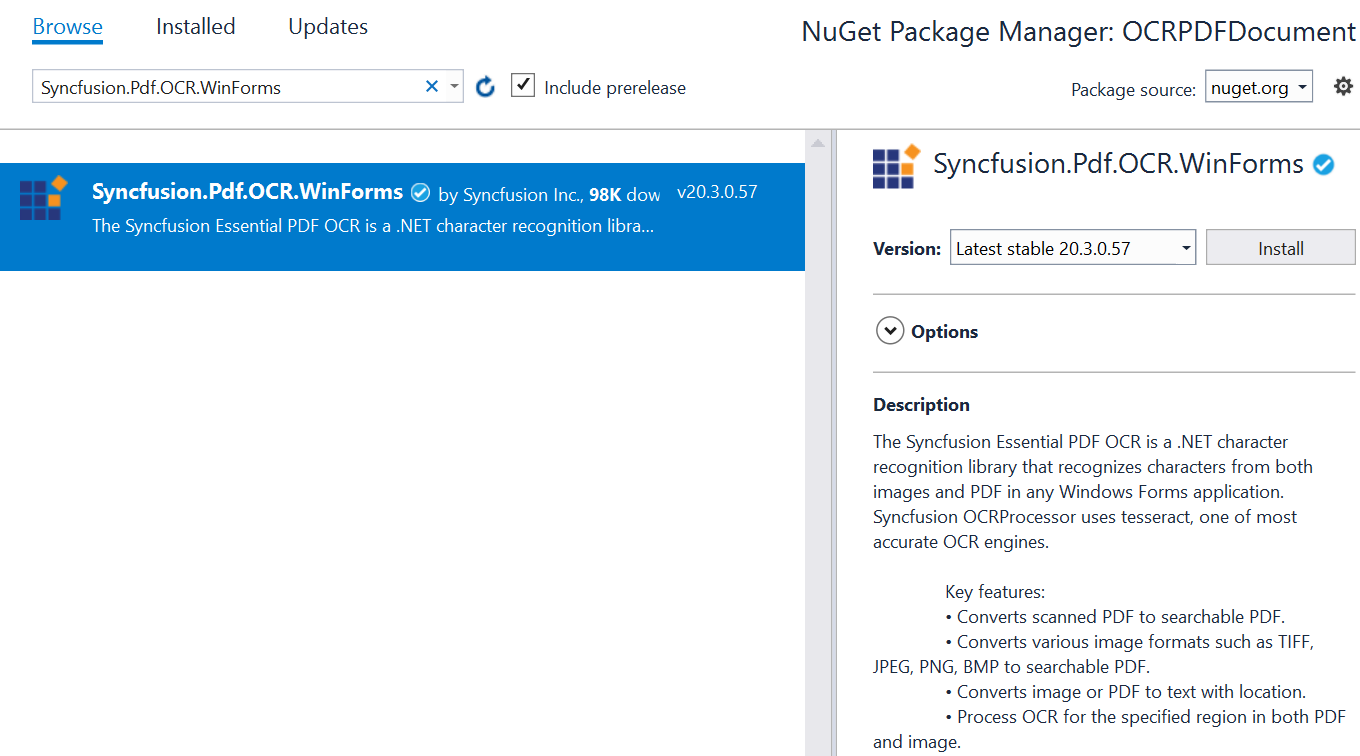 Browse Installed Updates
NuGet Package Manager: OCRPDFDocument
Syncfusion.Pdf.OCR.WinForms
Include prerelease
Package source: nuget.org
Syncfusion.Pdf.OCR.WinForms by Syncfusion Inc., 98K dow v20.3.0.57
The Syncfusion Essential PDF OCR is a .NET character recognition libra...
Syncfusion.Pdf.OCR.WinForms
Version: Latest stable 20.3.0.57 Install
Options
Description
The Syncfusion Essential PDF OCR is a .NET character
recognition library that recognizes characters from both
images and PDF in any Windows Forms application.
Syncfusion OCRProcessor uses tesseract, one of most
accurate OCR engines.
Key features:
• Converts scanned PDF to searchable PDF.
• Converts various image formats such as TIFF,
JPEG, PNG, BMP to searchable PDF.
• Converts image or PDF to text with location.
• Process OCR for the specified region in both PDF
and image.